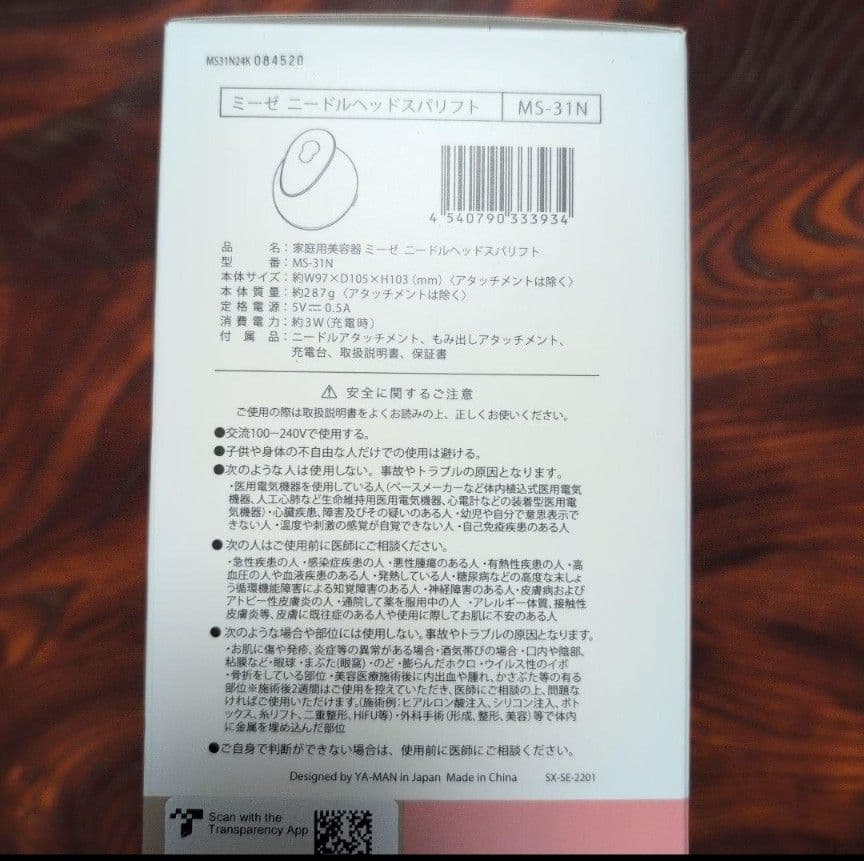 MS31N24K 084520
ミーゼ ニードルヘッドスパリフト MS-31N
4 540790 333934
品名：家庭用美容器 ミーゼ ニードルヘッドスパリフト
型番：MS-31N
本体サイズ：約W97×D105×H103（mm）〈アタッチメントは除く〉
本体質量：約287g〈アタッチメントは除く〉
定格電源：5V⎓0.5A
消費電力：約3W（充電時）
付属品：ニードルアタッチメント、もみ出しアタッチメント、
充電台、取扱説明書、保証書
⚠ 安全に関するご注意
ご使用の際は取扱説明書をよくお読みの上、正しくお使いください。
●交流100−240Vで使用する。
●子供や身体の不自由な人だけでの使用は避ける。
●次のような人は使用しない。事故やトラブルの原因となります。
・医用電気機器を使用している人（ペースメーカーなど体内植込式医用電気
機器、人工心肺など生命維持用医用電気機器、心電計などの装着型医用電
気機器）・心臓疾患、障害及びその疑いのある人・幼児や自分で意思表示で
きない人・温度や刺激の感覚が自覚できない人・自己免疫疾患のある人
●次の人はご使用前に医師にご相談ください。
・急性疾患の人・感染症疾患の人・悪性腫瘍のある人・有熱性疾患の人・高
血圧の人や血液疾患のある人・発熱している人・糖尿病などの高度な末しょ
う循環機能障害による知覚障害のある人・神経障害のある人・皮膚病および
アトピー性皮膚炎の人・通院して薬を服用中の人・アレルギー体質、接触性
皮膚炎等、皮膚に既往症のある人や使用に際してお肌に不安のある人
●次のような場合や部位には使用しない。事故やトラブルの原因となります。
・お肌に傷や発疹、炎症等の異常がある場合・酒気帯びの場合・口内や陰部、
粘膜など・眼球・まぶた(眼窩)・のど・膨らんだホクロ・ウイルス性のイボ
・骨折をしている部位・美容医療施術後に内出血や腫れ、かさぶた等の有る
部位※施術後2週間はご使用を控えていただき、医師にご相談の上、問題な
ければご使用いただけます。(施術例：ヒアルロン酸注入、シリコン注入、ボト
ックス、糸リフト、二重整形、HIFU等)・外科手術(形成、整形、美容)等で体内
に金属を埋め込んだ部位
●ご自身で判断ができない場合は、使用前に医師にご相談ください。
Designed by YA-MAN in Japan Made in China SX-SE-2201
Scan with the
Transparency App